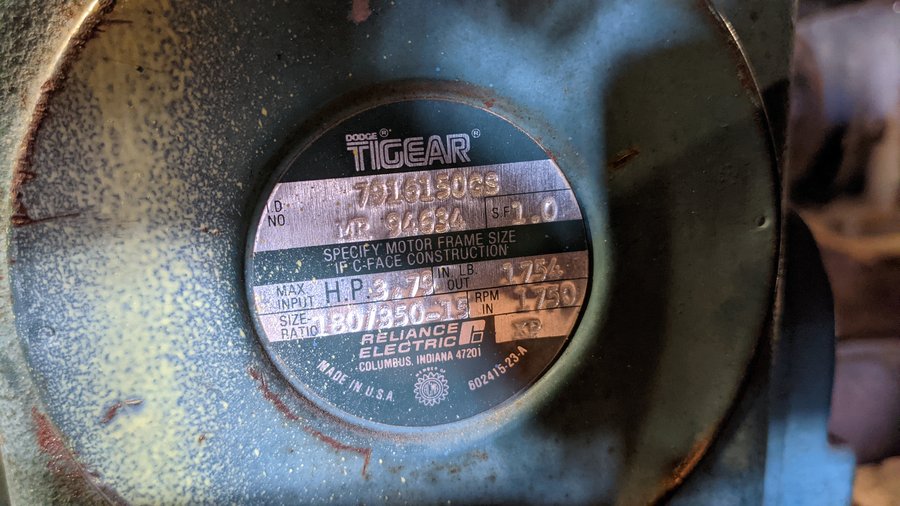 DODGE ® ®
TIGEAR
I.D. NO 7916150GS
MR 94634 S.F. 1.0
SPECIFY MOTOR FRAME SIZE
IF C-FACE CONSTRUCTION
MAX. INPUT H.P. 3.79 IN LB. OUT 1754
SIZE- RATIO 180/350-15 RPM IN 1750
RELIANCE
ELECTRIC
COLUMBUS, INDIANA 47201
MADE IN U.S.A.
602415-23-A